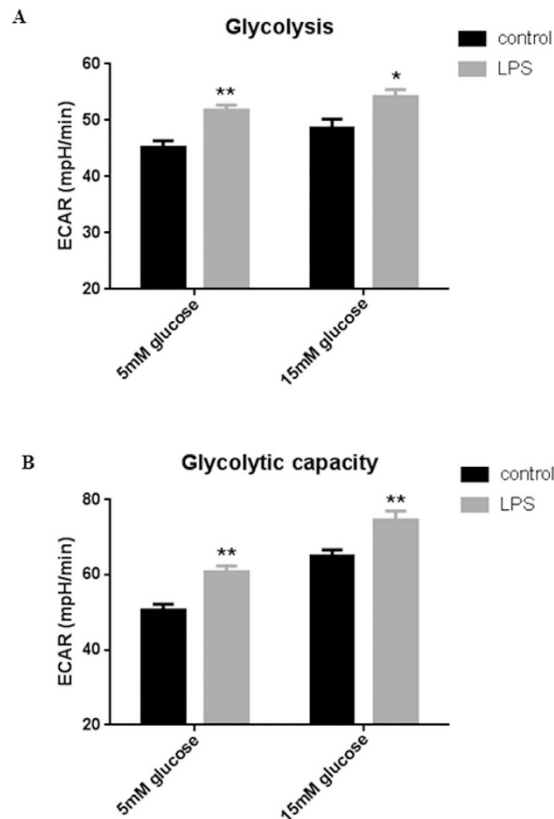 A
Glycolysis
control
LPS
60
50
40
30
20
ECAR (mpH/min)
**
*
5mM glucose
15mM glucose
B
Glycolytic capacity
control
LPS
80
60
40
20
ECAR (mpH/min)
**
**
5mM glucose
15mM glucose